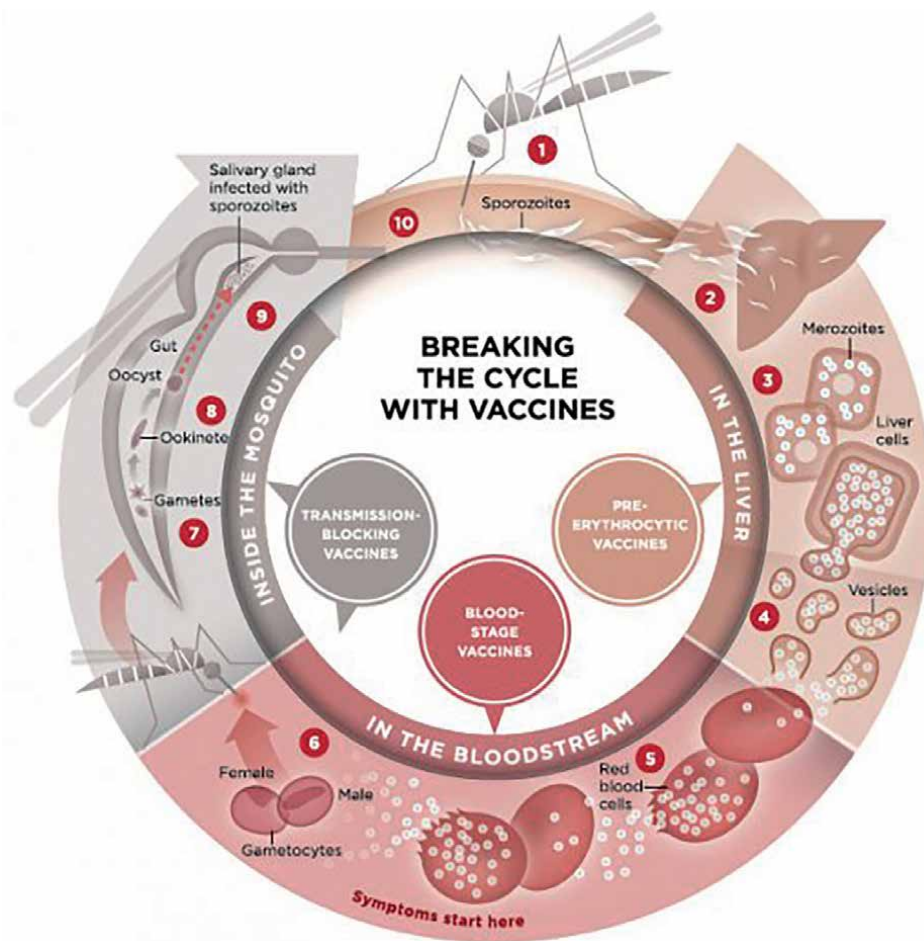 1
Salivary gland
infected with
sporozoites
10
Sporozoites
2
9
BREAKING
THE CYCLE
WITH VACCINES
Merozoites
3
Gut
Oocyst
8
Ookinete
Liver
cells
INSIDE THE MOSQUITO
IN THE LIVER
Gametes
7
TRANSMISSION-
BLOCKING
VACCINES
PRE-
ERYTHROCYTIC
VACCINES
BLOOD-
STAGE
VACCINES
Vesicles
4
IN THE BLOODSTREAM
6
5
Female
Male
Gametocytes
Red blood
cells
Symptoms start here